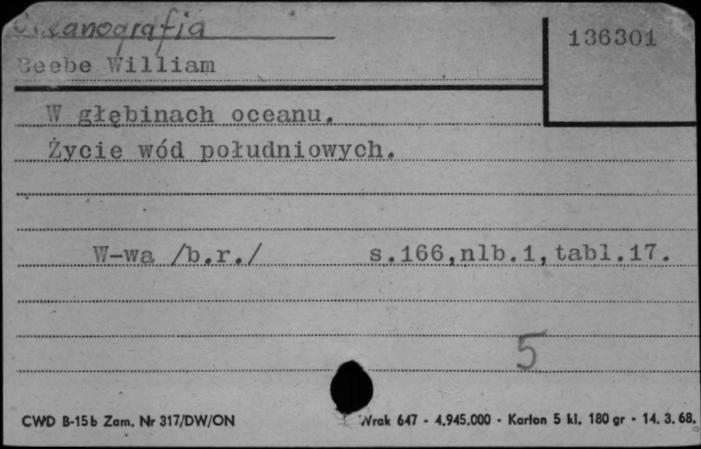 Oceanografia
136301
Beebe William
W głębinach oceanu.
Życie wód południowych.
W-wa /b.r./ s.166,nlb.1,tabl.17.
5
CWD B-15b Zam. Nr 317/DW/ON Wrak 647 - 4.945.000 - Karton 5 kl. 180 gr - 14. 3. 68.